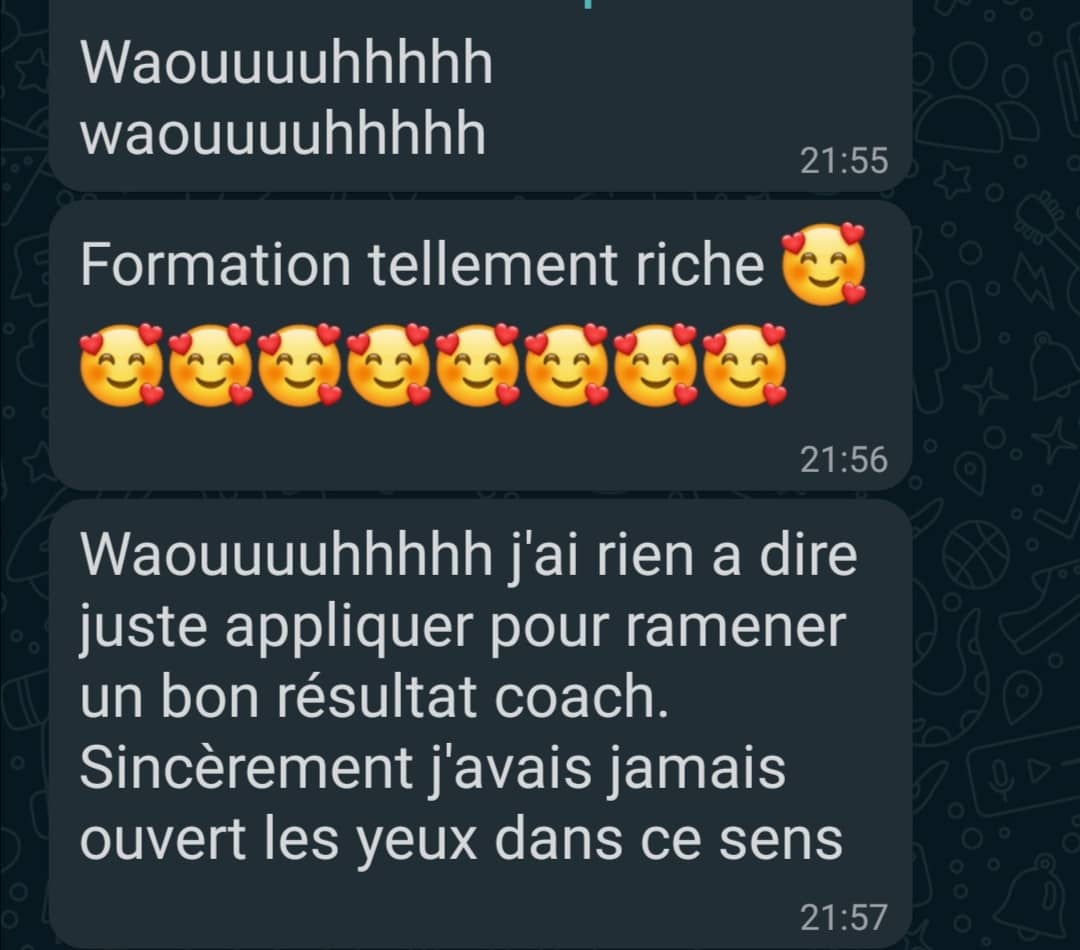 Waouuuuhhhhh
waouuuuhhhhh
21:55
Formation tellement riche 🥰
🥰🥰🥰🥰🥰🥰🥰🥰
21:56
Waouuuuhhhhh j'ai rien a dire
juste appliquer pour ramener
un bon résultat coach.
Sincèrement j'avais jamais
ouvert les yeux dans ce sens
21:57